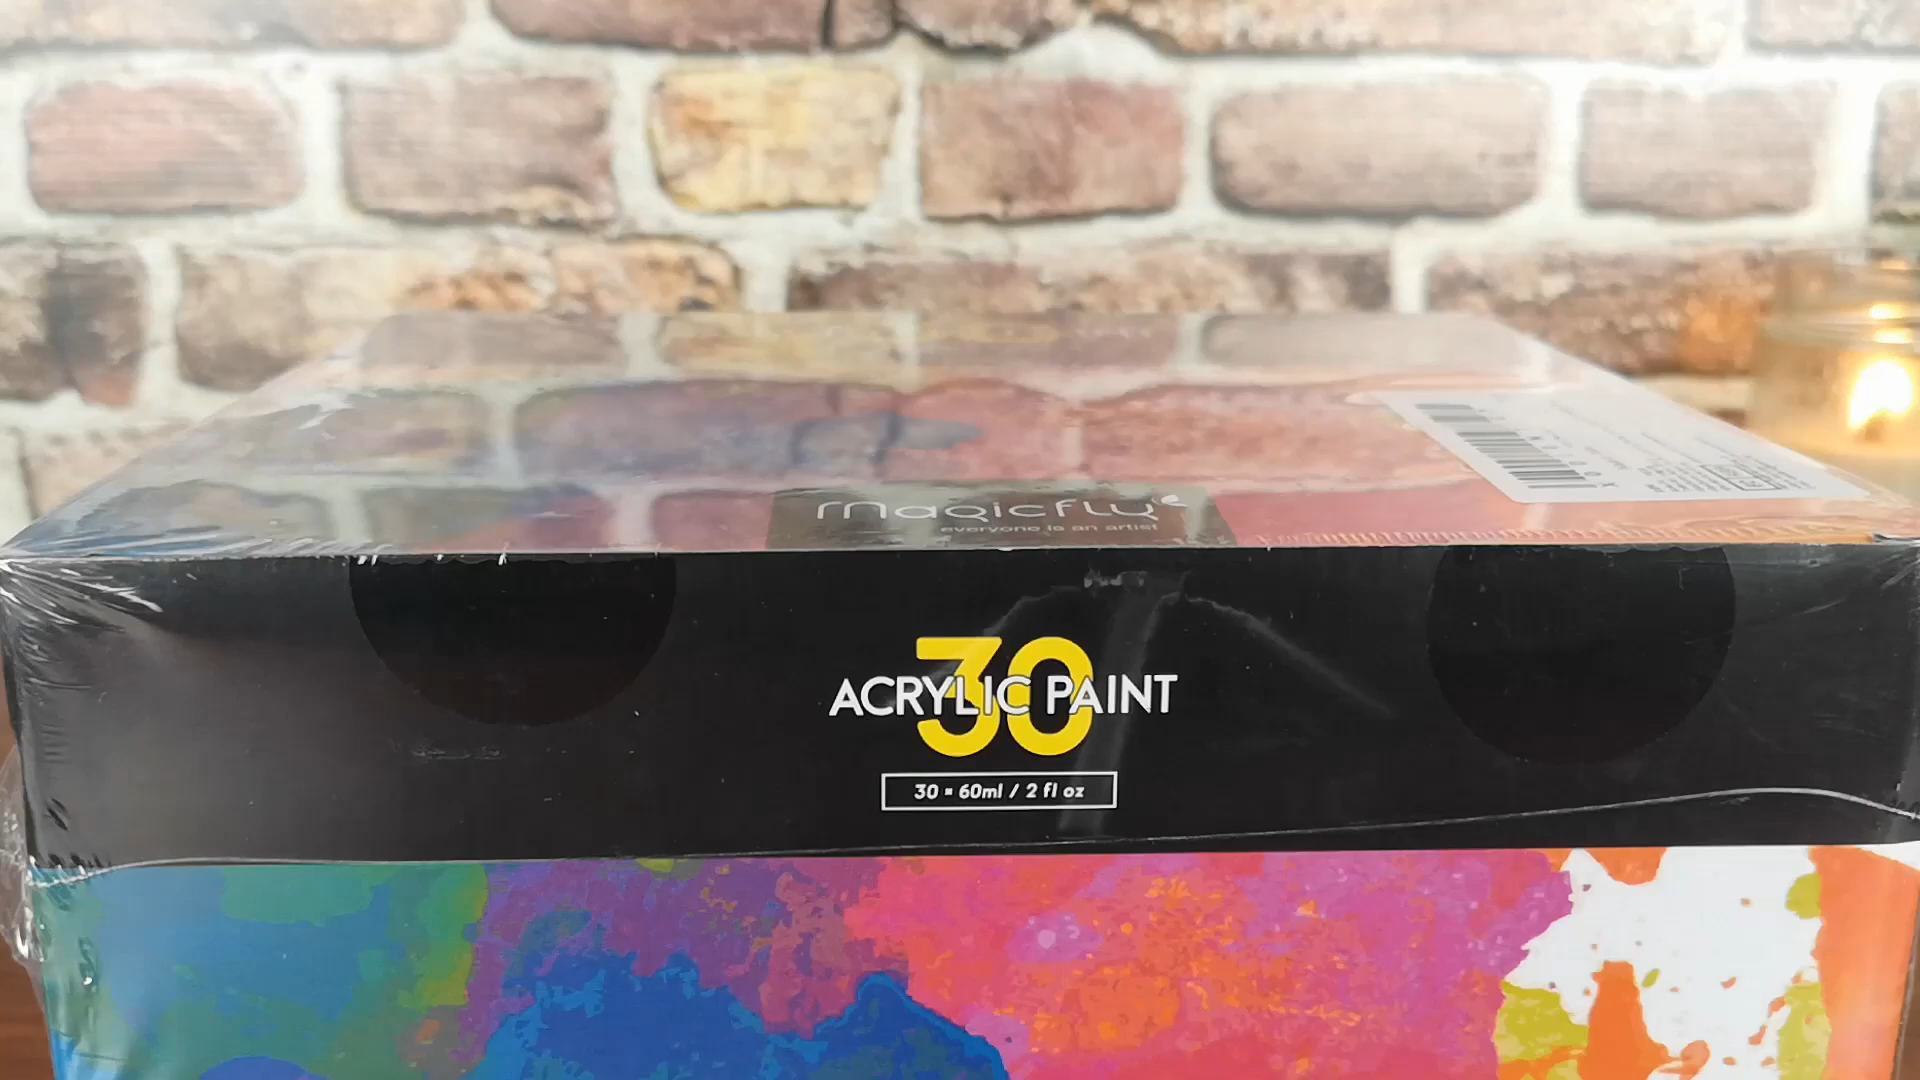 magicfly
everyone is an artist
30
ACRYLIC PAINT
30 * 60ml / 2 fl oz